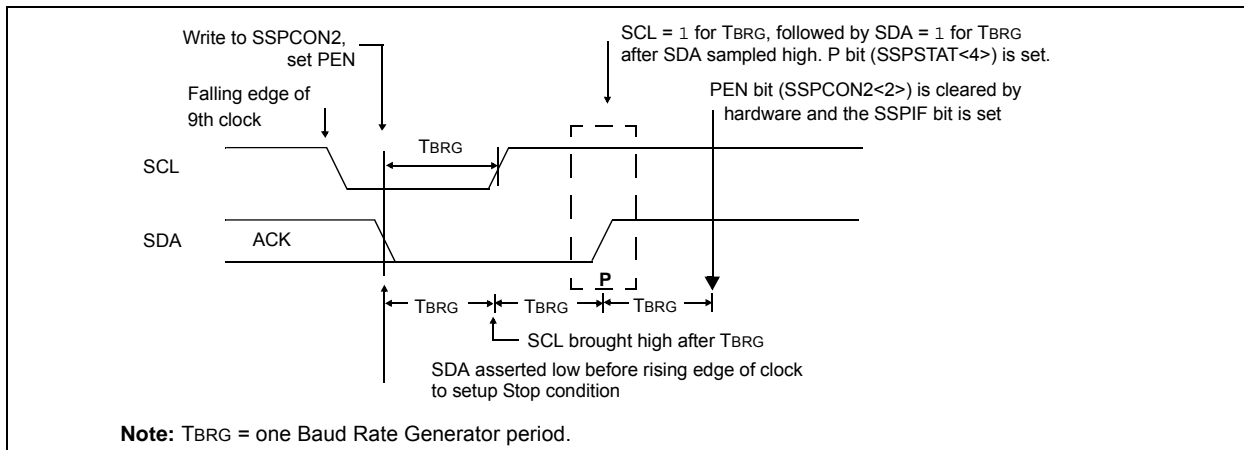 Write to SSPCON2,
set PEN
SCL = 1 for TBRG, followed by SDA = 1 for TBRG
after SDA sampled high. P bit (SSPSTAT<4>) is set.
Falling edge of
9th clock
PEN bit (SSPCON2<2>) is cleared by
hardware and the SSPIF bit is set
TBRG
SCL
SDA
ACK
P
TBRG
TBRG
TBRG
SCL brought high after TBRG
SDA asserted low before rising edge of clock
to setup Stop condition
Note: TBRG = one Baud Rate Generator period.